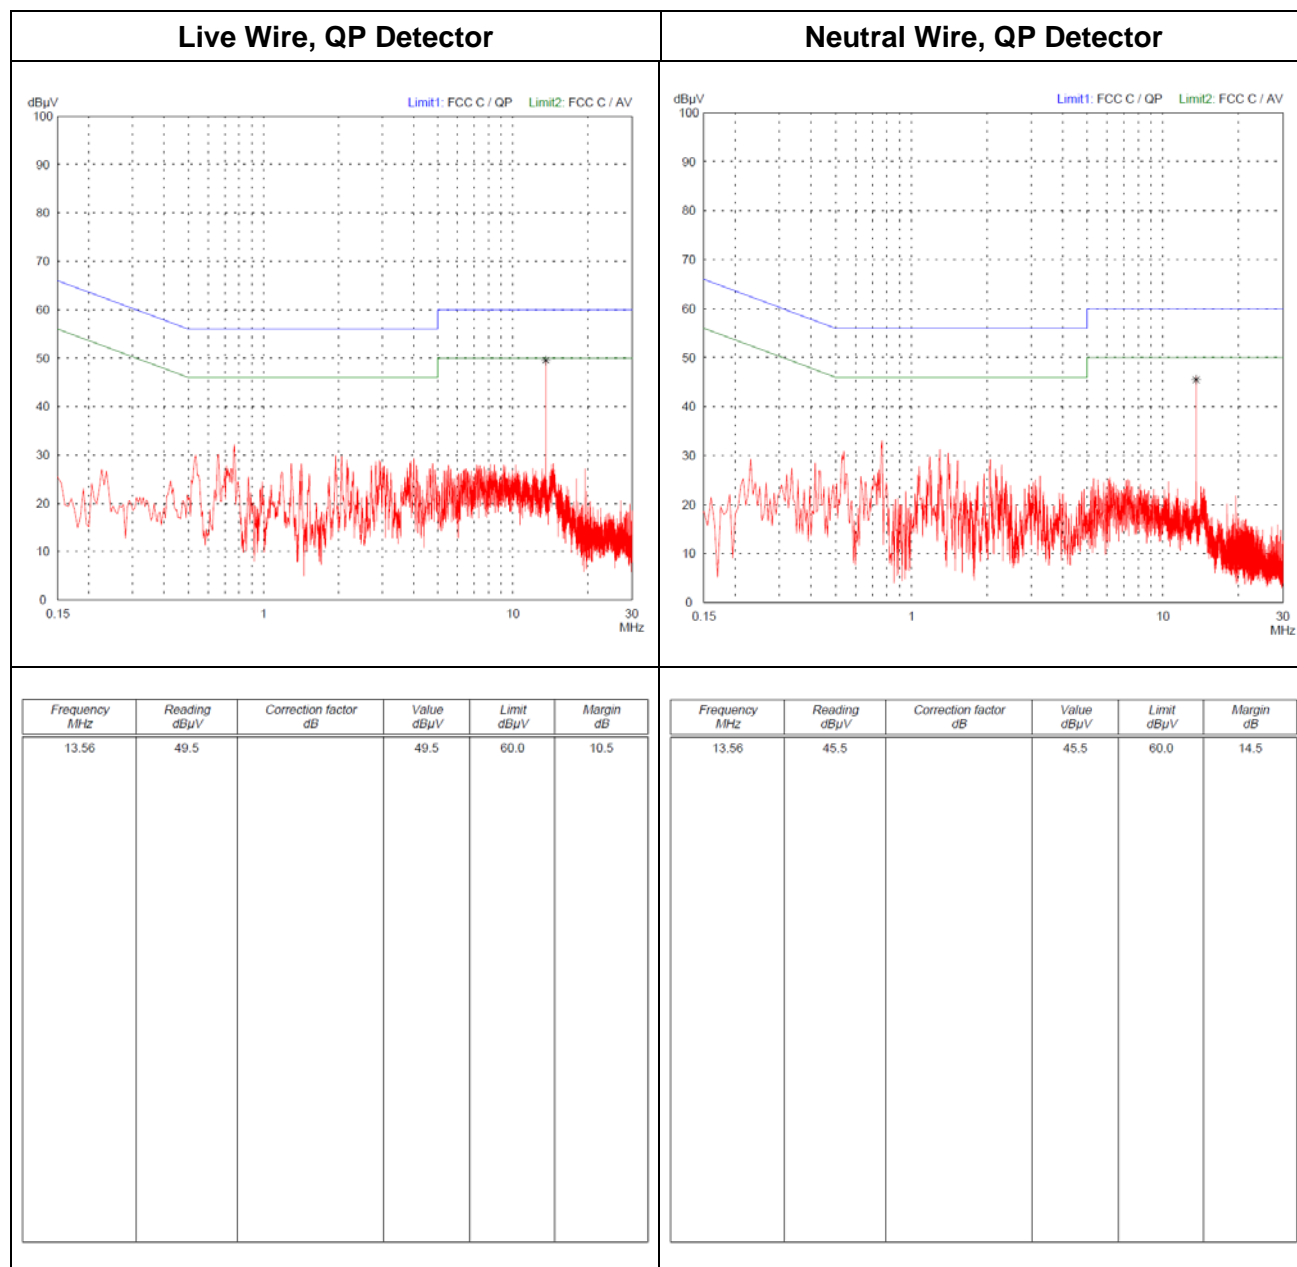 Live Wire, QP Detector
Neutral Wire, QP Detector
dBµV
Limit1: FCC C / QP Limit2: FCC C / AV
100
90
80
70
60
50
40
30
20
10
0
0.15 1 10 30
MHz
dBµV
Limit1: FCC C / QP Limit2: FCC C / AV
100
90
80
70
60
50
40
30
20
10
0
0.15 1 10 30
MHz
Frequency Reading Correction factor Value Limit Margin
MHz dBµV dB dBµV dBµV dB
13.56 49.5 49.5 60.0 10.5
Frequency Reading Correction factor Value Limit Margin
MHz dBµV dB dBµV dBµV dB
13.56 45.5 45.5 60.0 14.5